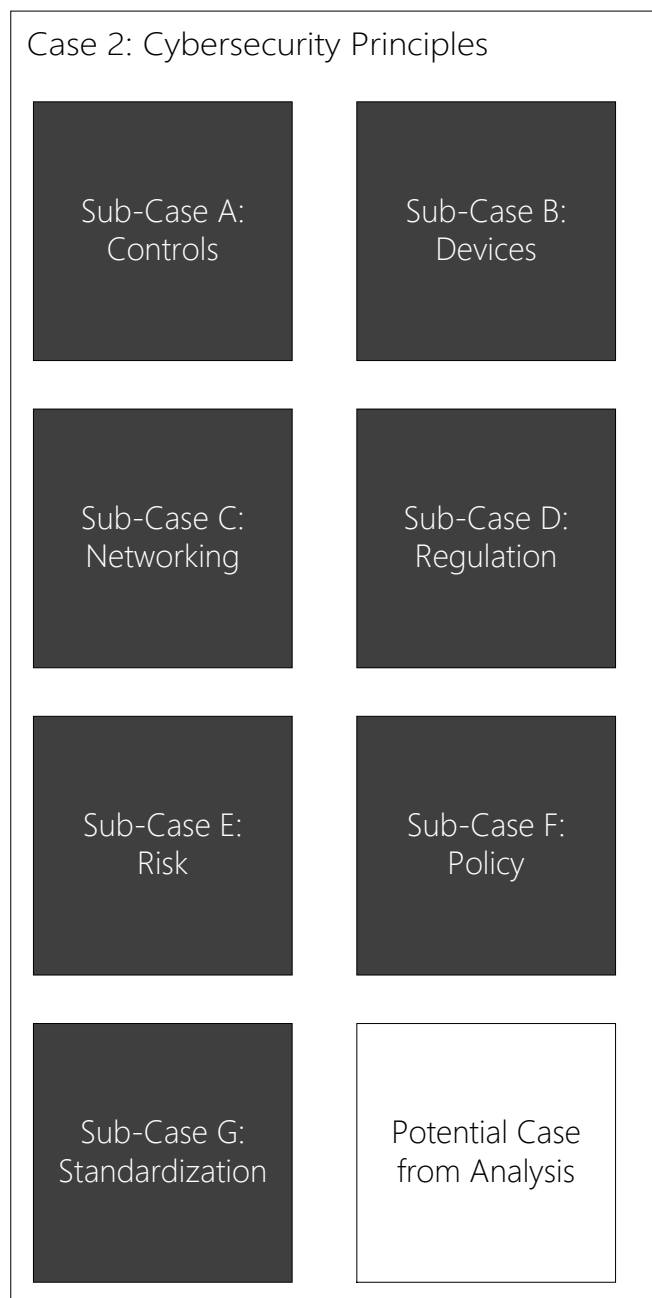 Case 2: Cybersecurity Principles
Sub-Case A:
Controls
Sub-Case B:
Devices
Sub-Case C:
Networking
Sub-Case D:
Regulation
Sub-Case E:
Risk
Sub-Case F:
Policy
Sub-Case G:
Standardization
Potential Case
from Analysis